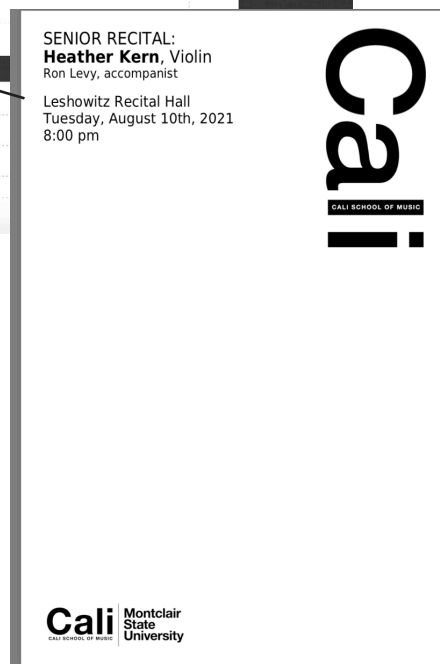 SENIOR RECITAL:
Heather Kern, Violin
Ron Levy, accompanist
Leshowitz Recital Hall
Tuesday, August 10th, 2021
8:00 pm
Cali
CALI SCHOOL OF MUSIC
Cali
CALI SCHOOL OF MUSIC
Montclair
State
University